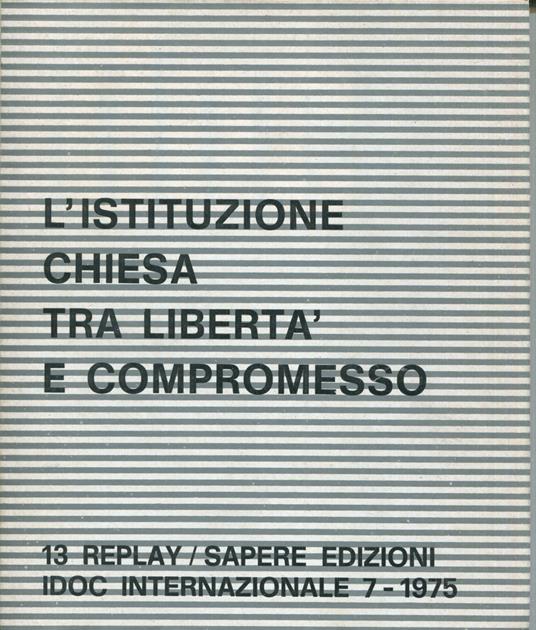 L'ISTITUZIONE
CHIESA
TRA LIBERTA'
E COMPROMESSO
13 REPLAY / SAPERE EDIZIONI
IDOC INTERNAZIONALE 7 - 1975